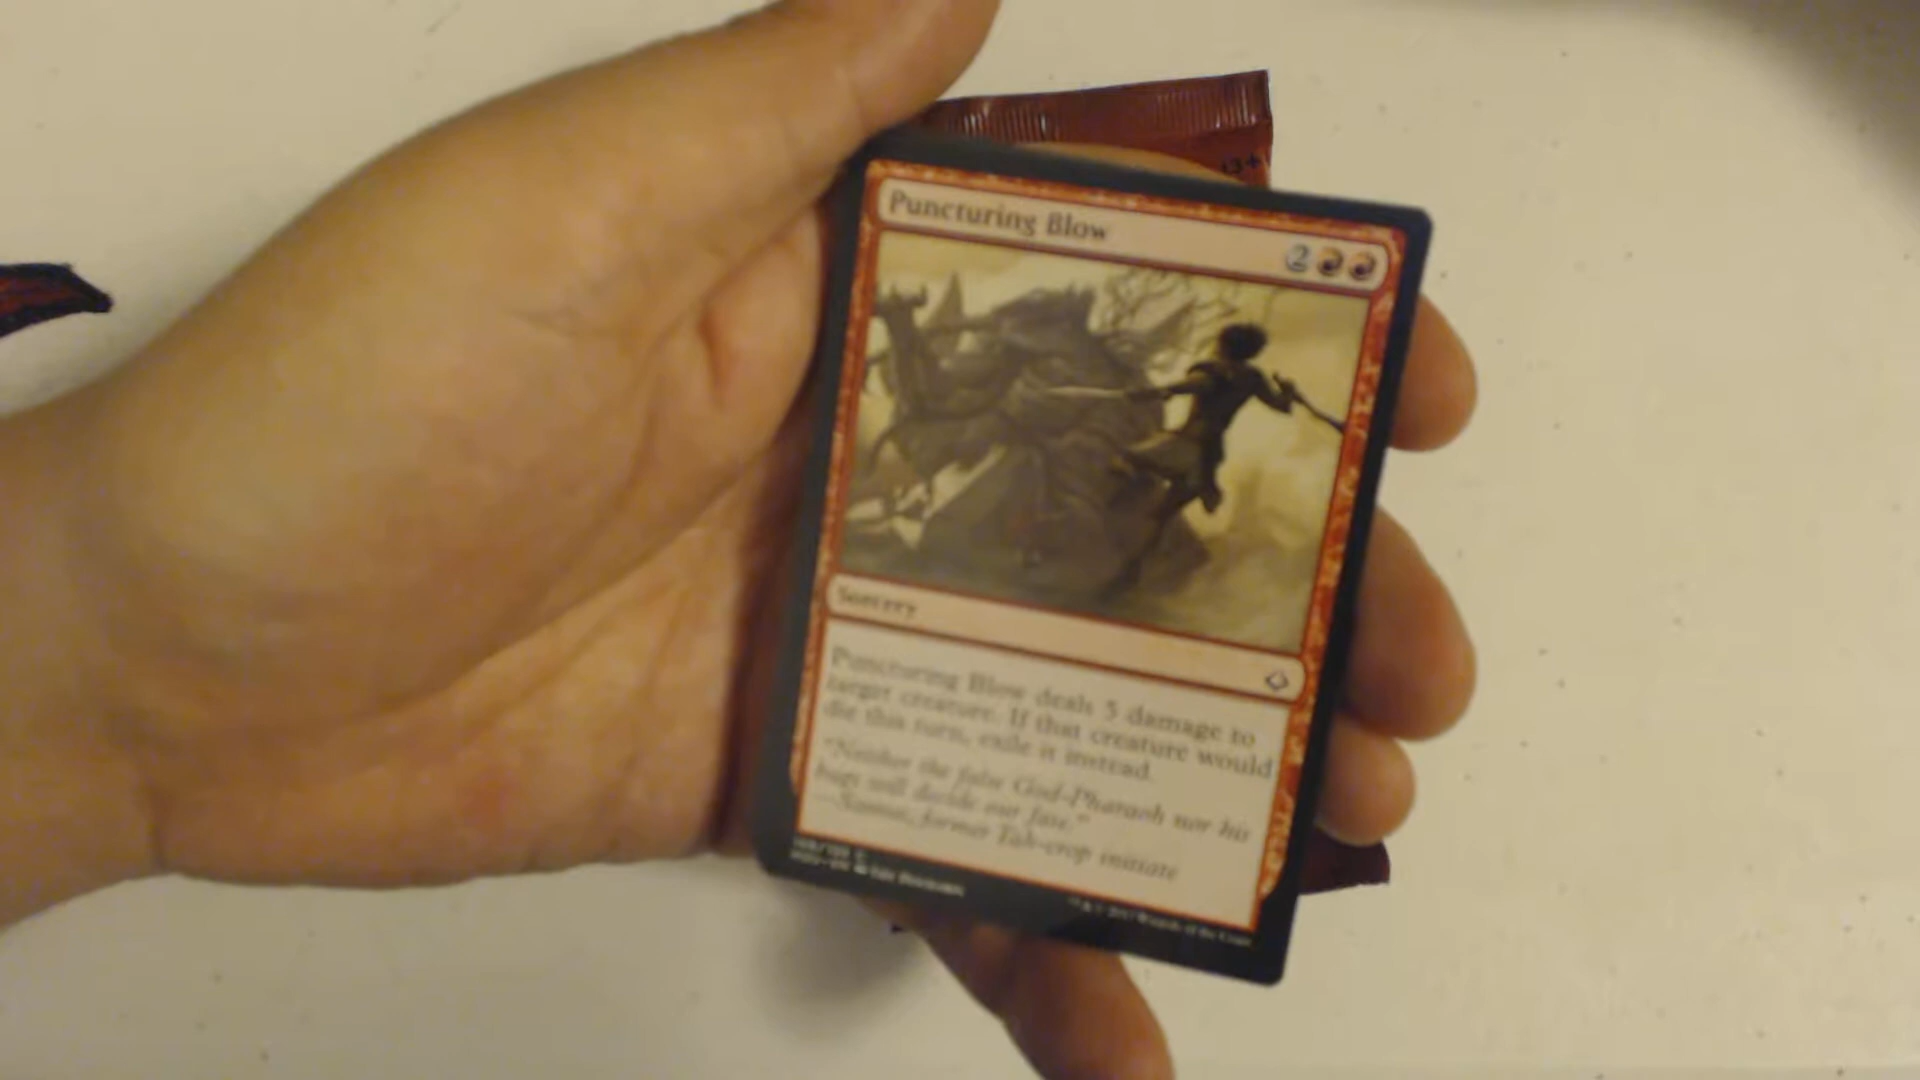 13+
Puncturing Blow
2
Sorcery
Puncturing Blow deals 5 damage to
target creature. If that creature would
die this turn, exile it instead.
"Neither the false God-Pharaoh nor his
bugs will decide our fate."
former Tah-crop initiate